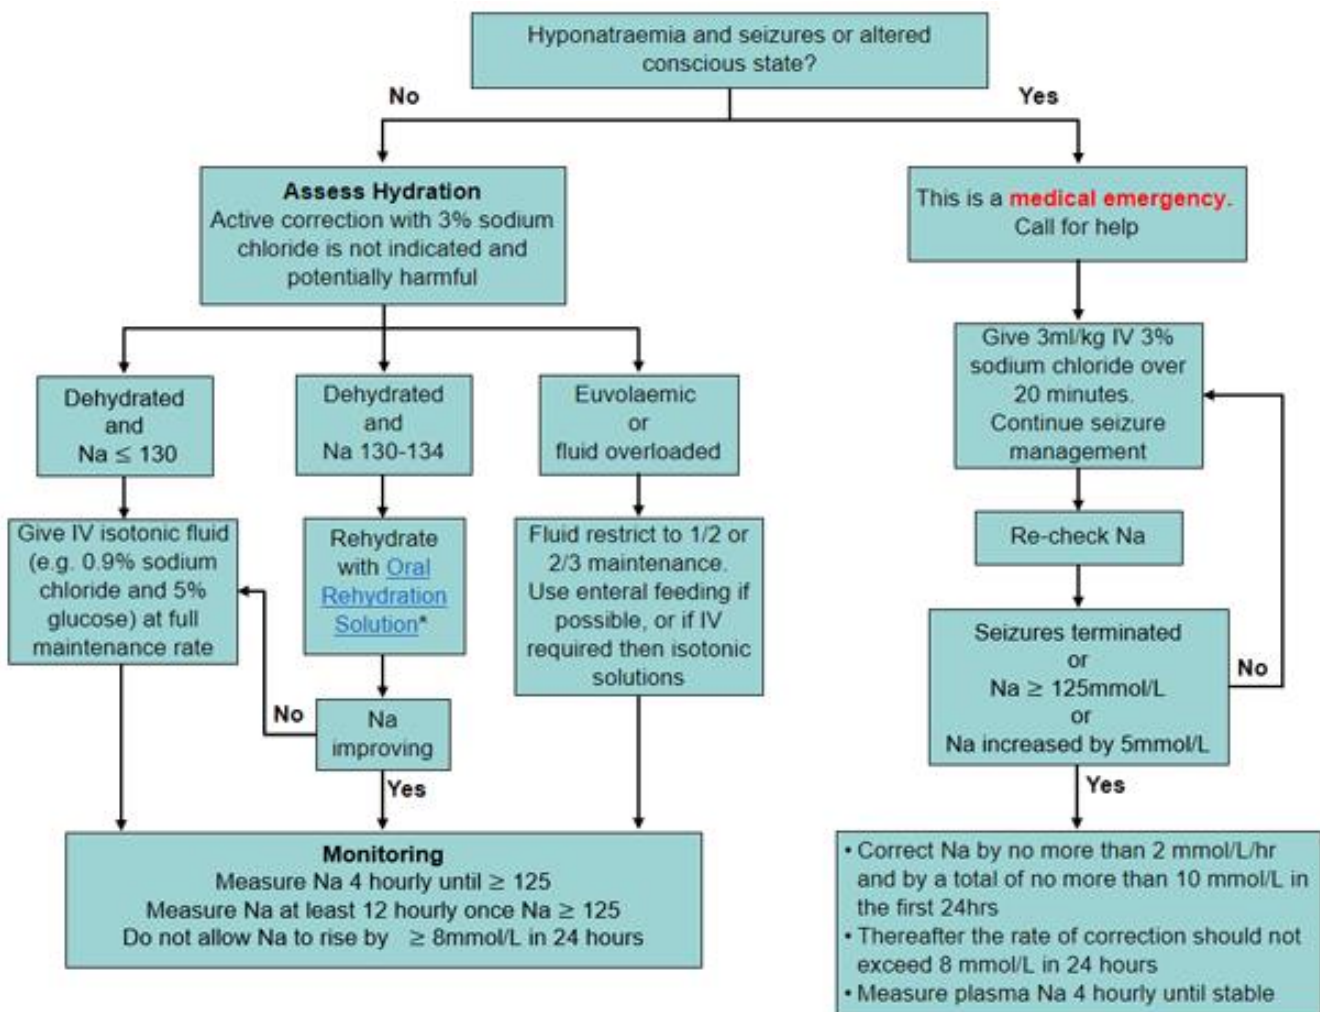 Hyponatraemia and seizures or altered
conscious state?
No
Yes
Assess Hydration
Active correction with 3% sodium
chloride is not indicated and
potentially harmful
This is a medical emergency.
Call for help
Dehydrated
and
Na ≤ 130
Dehydrated
and
Na 130-134
Euvolaemic
or
fluid overloaded
Give 3ml/kg IV 3%
sodium chloride over
20 minutes.
Continue seizure
management
Give IV isotonic fluid
(e.g. 0.9% sodium
chloride and 5%
glucose) at full
maintenance rate
Rehydrate
with Oral
Rehydration
Solution*
Fluid restrict to 1/2 or
2/3 maintenance.
Use enteral feeding if
possible, or if IV
required then isotonic
solutions
Re-check Na
Seizures terminated
or
Na ≥ 125mmol/L
or
Na increased by 5mmol/L
No
No
Na
improving
Yes
Yes
Monitoring
Measure Na 4 hourly until ≥ 125
Measure Na at least 12 hourly once Na ≥ 125
Do not allow Na to rise by ≥ 8mmol/L in 24 hours
• Correct Na by no more than 2 mmol/L/hr
and by a total of no more than 10 mmol/L in
the first 24hrs
• Thereafter the rate of correction should not
exceed 8 mmol/L in 24 hours
• Measure plasma Na 4 hourly until stable